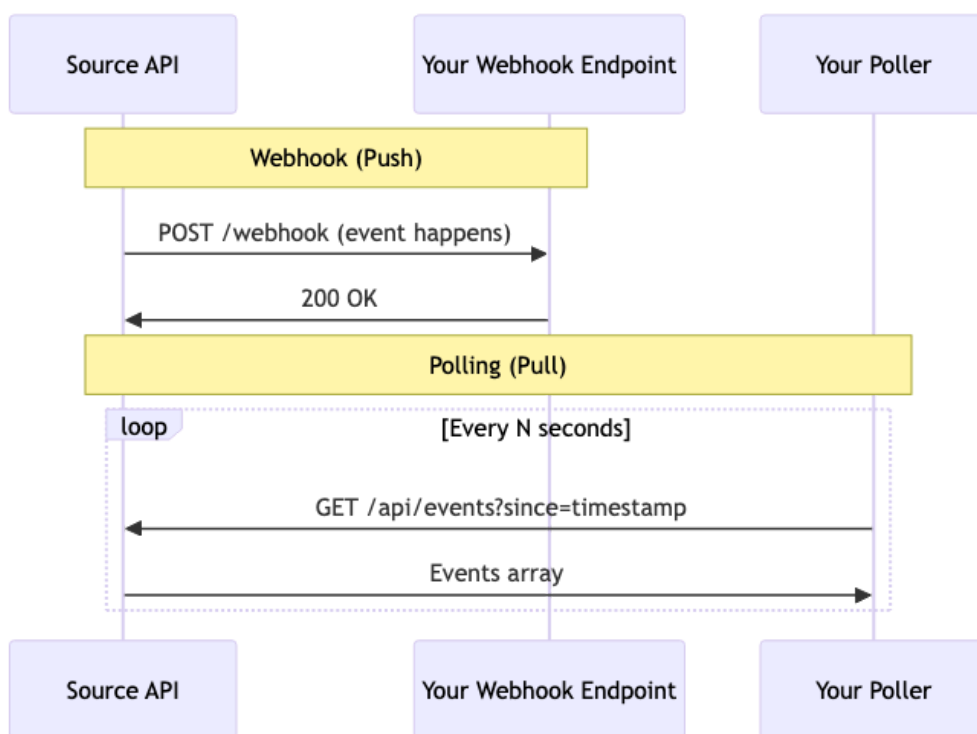 Source API
Your Webhook Endpoint
Your Poller
Webhook (Push)
POST /webhook (event happens)
200 OK
Polling (Pull)
loop
[Every N seconds]
GET /api/events?since=timestamp
Events array
Source API
Your Webhook Endpoint
Your Poller